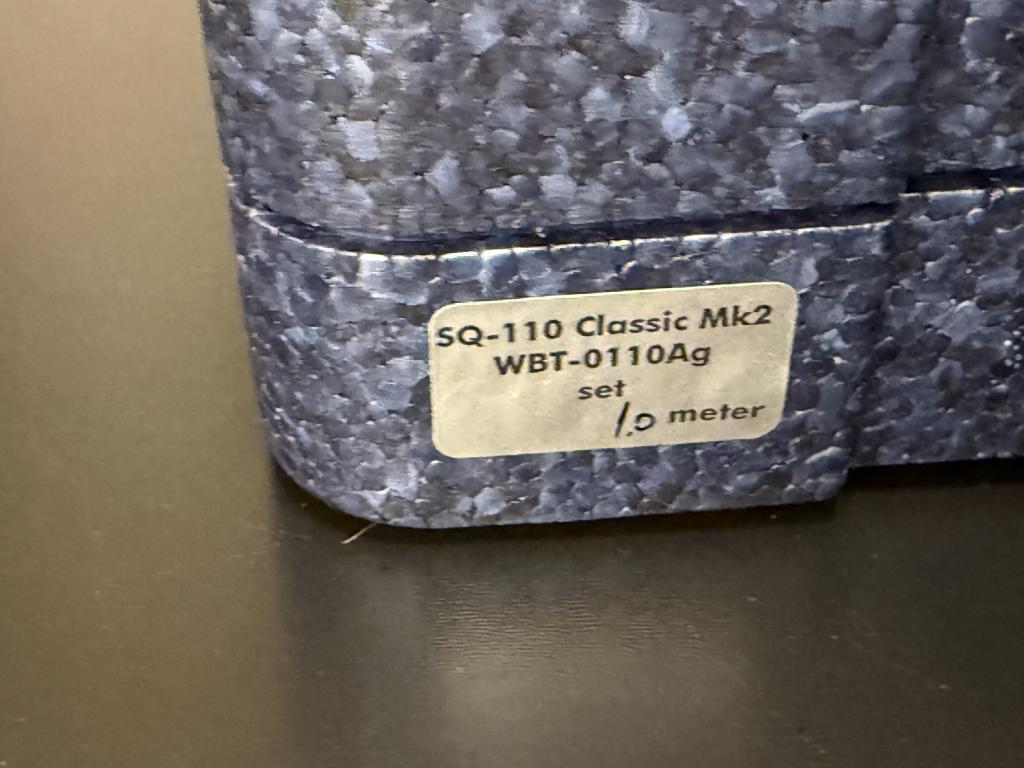 SQ-110 Classic Mk2
WBT-0110Ag
set
1.0 meter